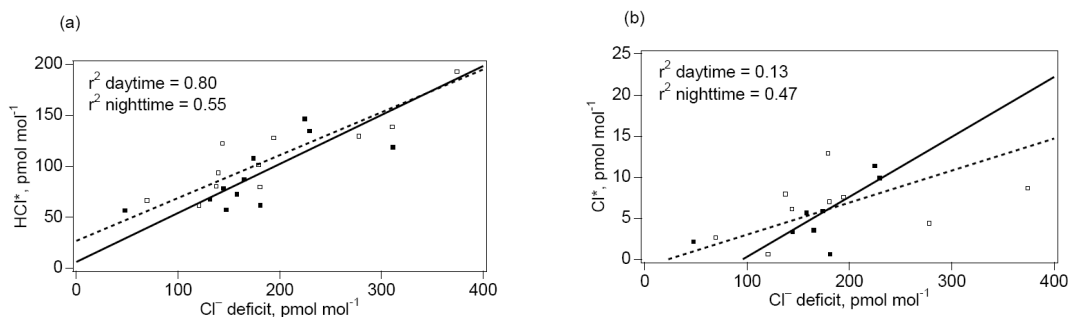 (a)
r² daytime = 0.80
r² nighttime = 0.55
200
150
100
50
0
HCl*, pmol mol⁻¹
0 100 200 300 400
Cl⁻ deficit, pmol mol⁻¹
(b)
r² daytime = 0.13
r² nighttime = 0.47
25
20
15
10
5
0
Cl*, pmol mol⁻¹
0 100 200 300 400
Cl⁻ deficit, pmol mol⁻¹